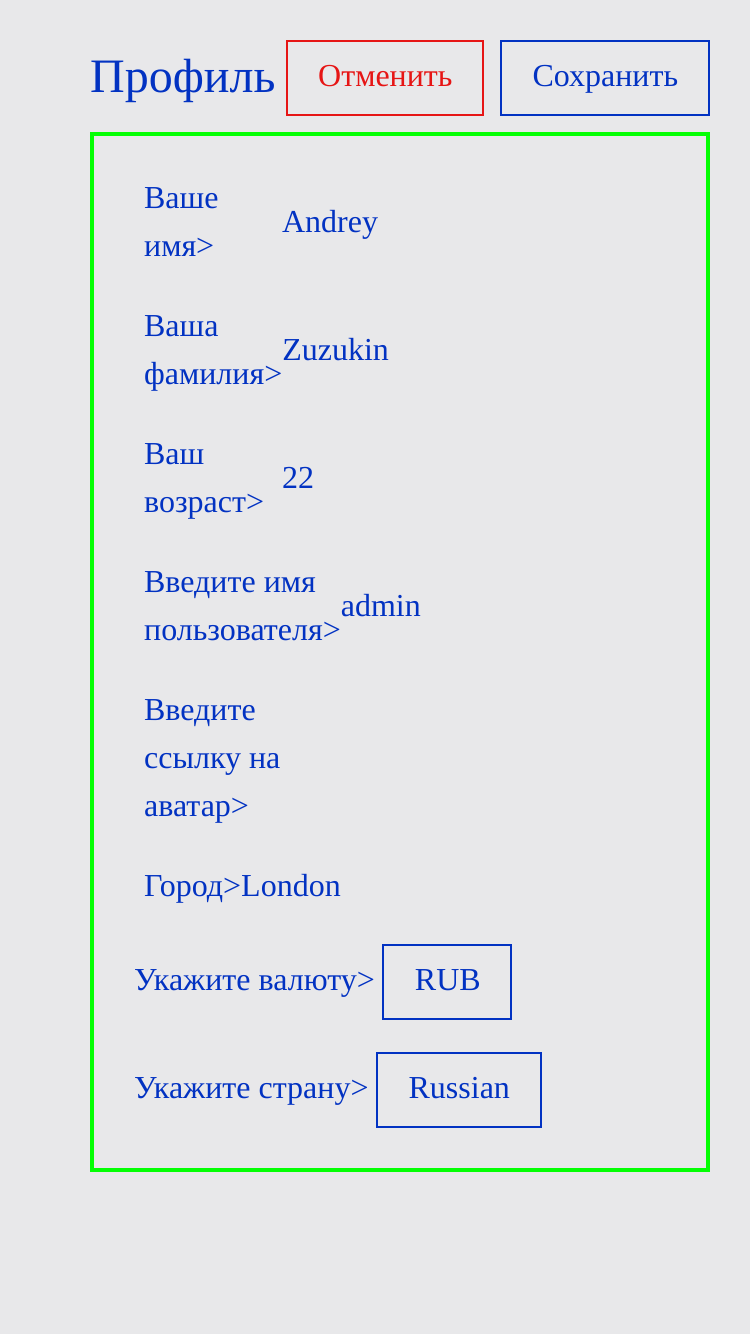 Профиль Отменить Сохранить
Ваше
имя>
Andrey
Ваша
фамилия>
Zuzukin
Ваш
возраст>
22
Введите имя
пользователя>
admin
Введите
ссылку на
аватар>
Город>London
Укажите валюту> RUB
Укажите страну> Russian